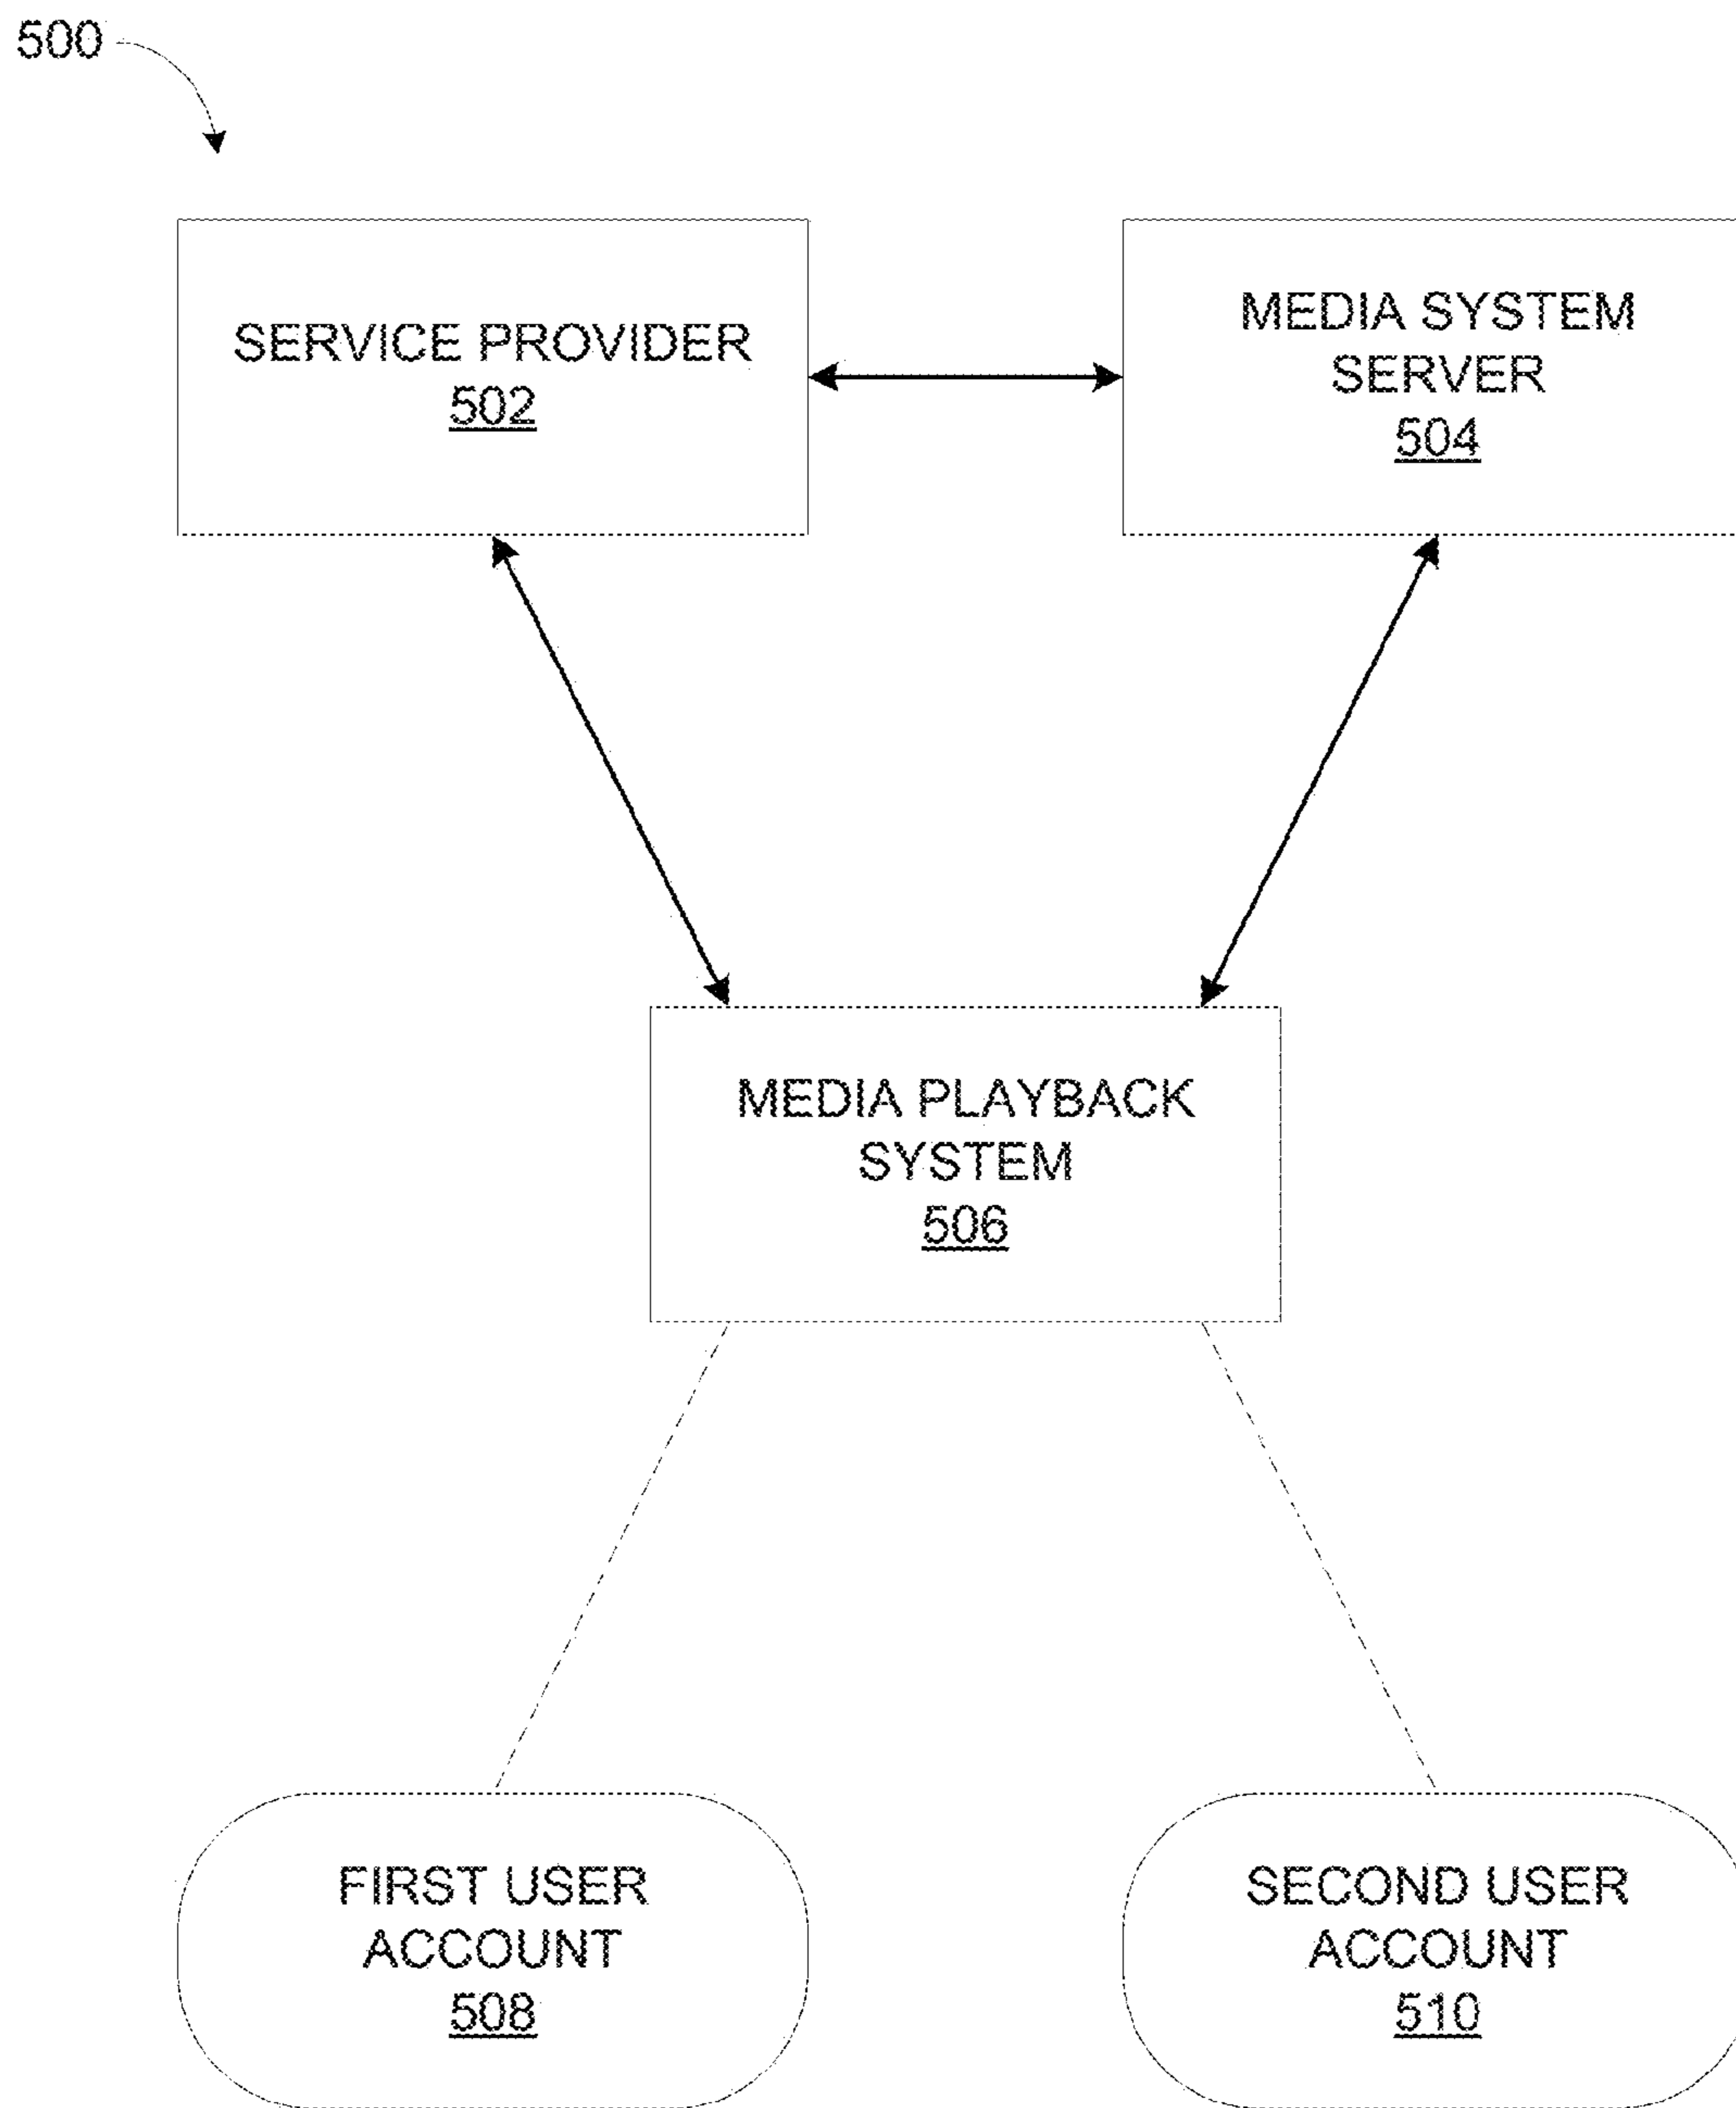 500
SERVICE PROVIDER
502
MEDIA SYSTEM
SERVER
504
MEDIA PLAYBACK
SYSTEM
506
FIRST USER
ACCOUNT
508
SECOND USER
ACCOUNT
510